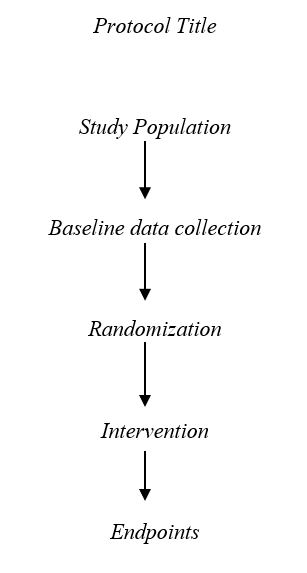 Protocol Title
Study Population
Baseline data collection
Randomization
Intervention
Endpoints